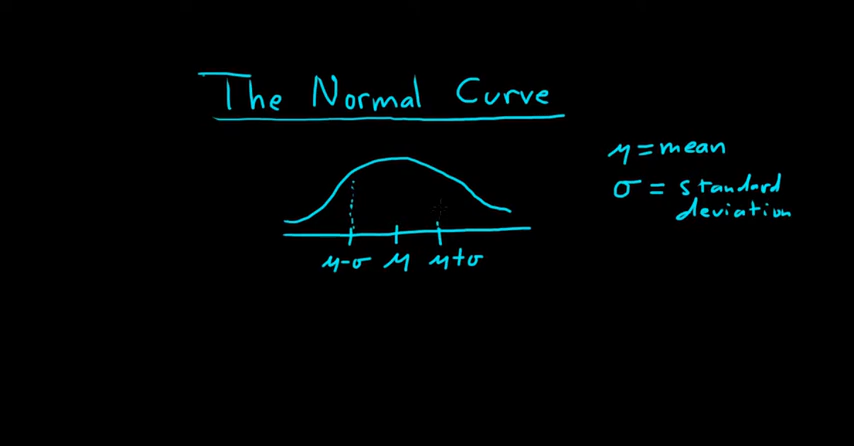 The Normal Curve
μ = mean
σ = standard
deviation
μ-σ μ μ+σ